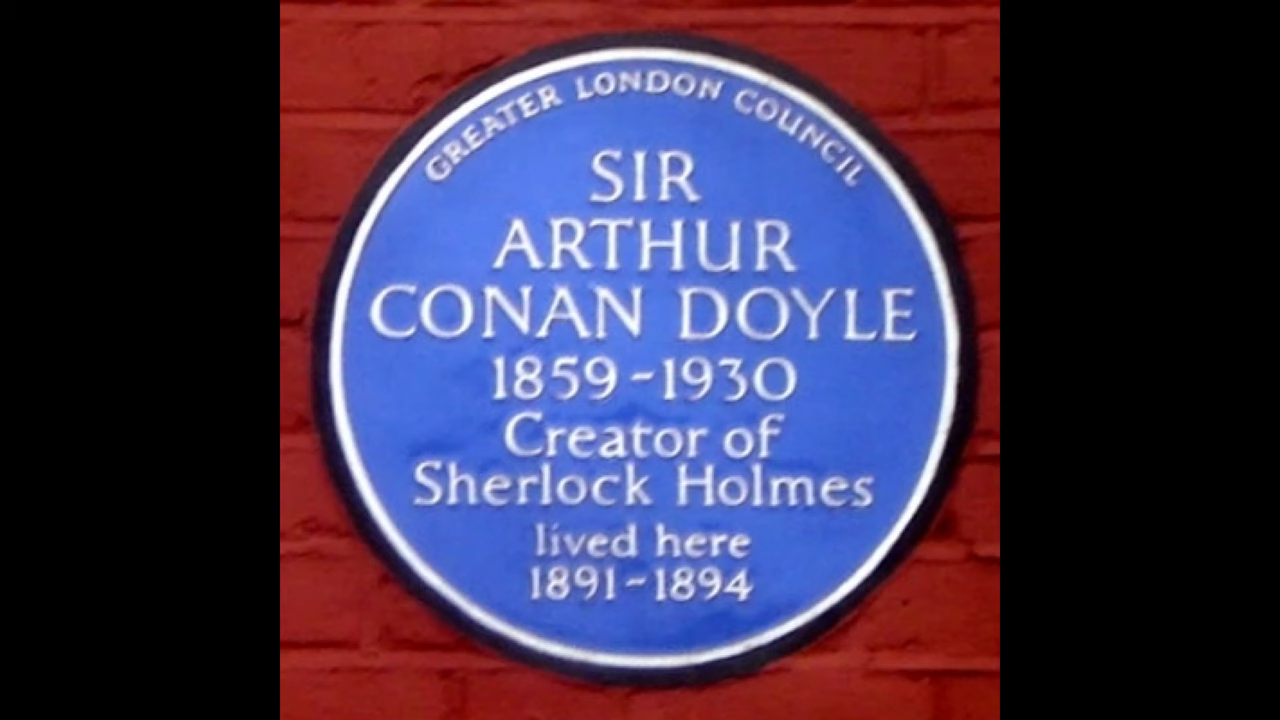 GREATER LONDON COUNCIL
SIR
ARTHUR
CONAN DOYLE
1859-1930
Creator of
Sherlock Holmes
lived here
1891-1894